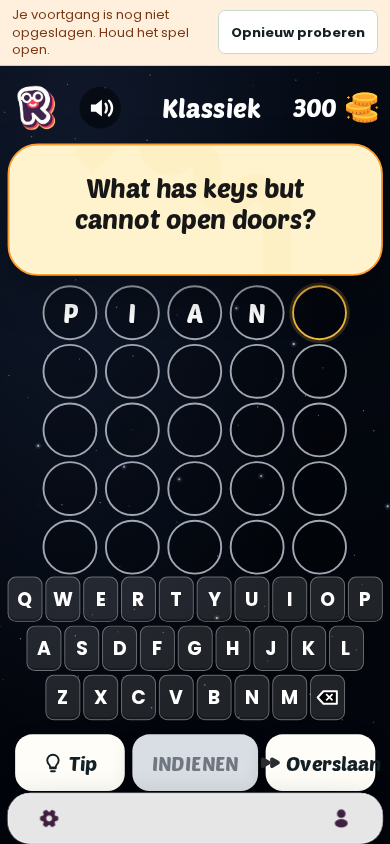 Je voortgang is nog niet
opgeslagen. Houd het spel
open.
Opnieuw proberen
R
Klassiek
300
What has keys but
cannot open doors?
P I A N
Q W E R T Y U I O P
A S D F G H J K L
Z X C V B N M
Tip
INDIENEN
Overslaan